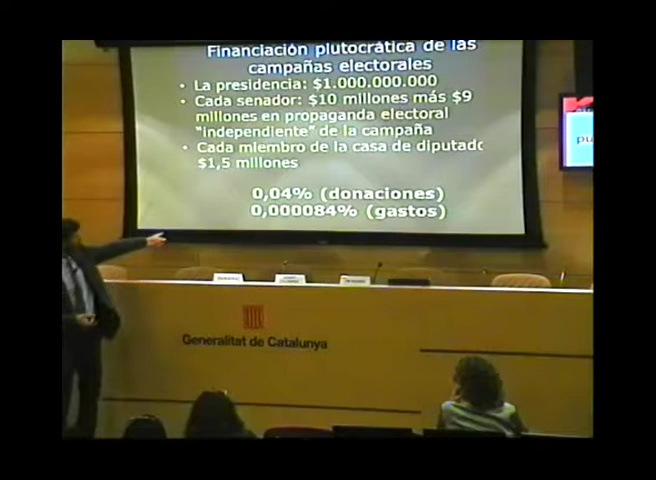 Financiación plutocrática de las
campañas electorales
• La presidencia: $1.000.000.000
• Cada senador: $10 millones más $9
millones en propaganda electoral
"independiente" de la campaña
• Cada miembro de la casa de diputadc
$1,5 millones
0,04% (donaciones)
0,000084% (gastos)
pu
Generalitat de Catalunya